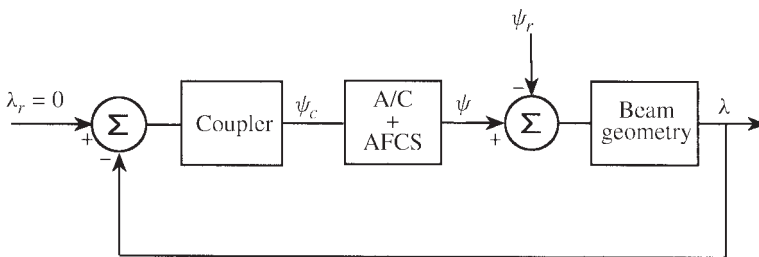 ψr
λr = 0
+
−
Σ
Coupler
ψc
A/C
+
AFCS
ψ
+
−
Σ
Beam
geometry
λ